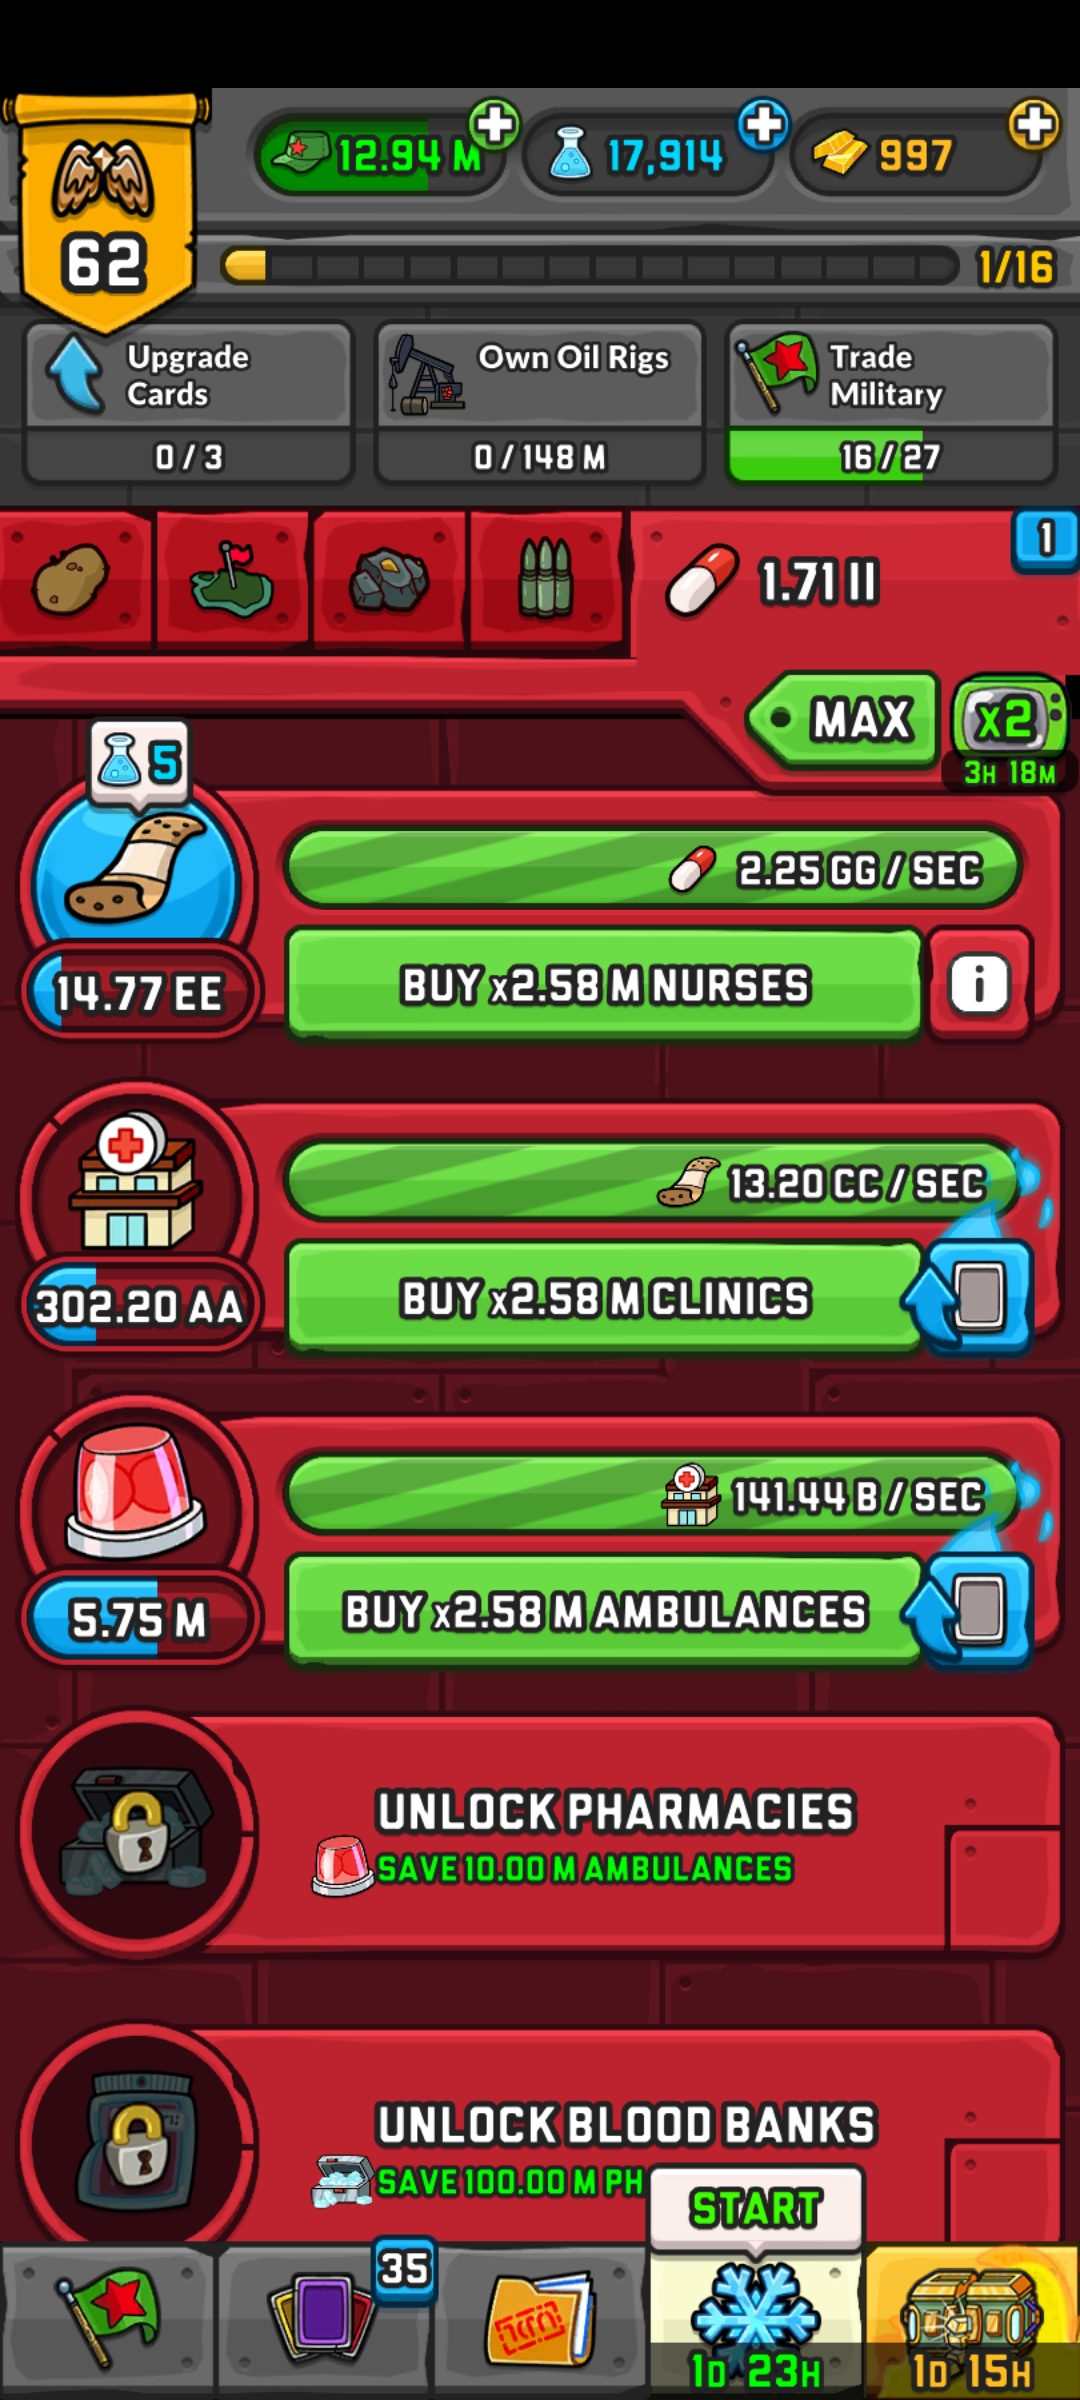 12.94 M
17,914
997
62
1/16
Upgrade
Cards
0 / 3
Own Oil Rigs
0 / 148 M
Trade
Military
16 / 27
1.71 II
1
MAX
x2
3H 18M
5
2.25 GG / SEC
14.77 EE
BUY x2.58 M NURSES
i
13.20 CC / SEC
302.20 AA
BUY x2.58 M CLINICS
141.44 B / SEC
5.75 M
BUY x2.58 M AMBULANCES
UNLOCK PHARMACIES
SAVE 10.00 M AMBULANCES
UNLOCK BLOOD BANKS
SAVE 100.00 M PH
START
35
1D 23H
1D 15H